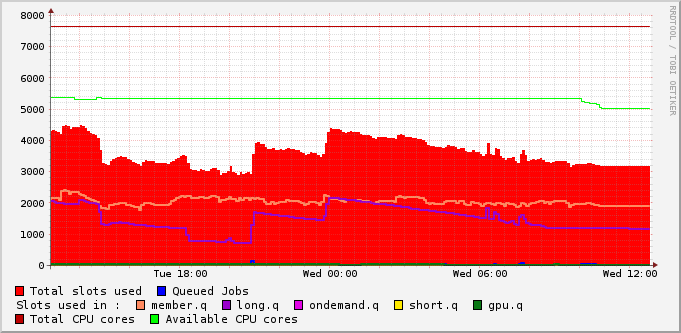 8000
7000
6000
5000
4000
3000
2000
1000
0
Tue 18:00 Wed 00:00 Wed 06:00 Wed 12:00
Total slots used Queued Jobs
Slots used in : member.q long.q ondemand.q short.q gpu.q
Total CPU cores Available CPU cores
RRDTOOL / TOBI OETIKER